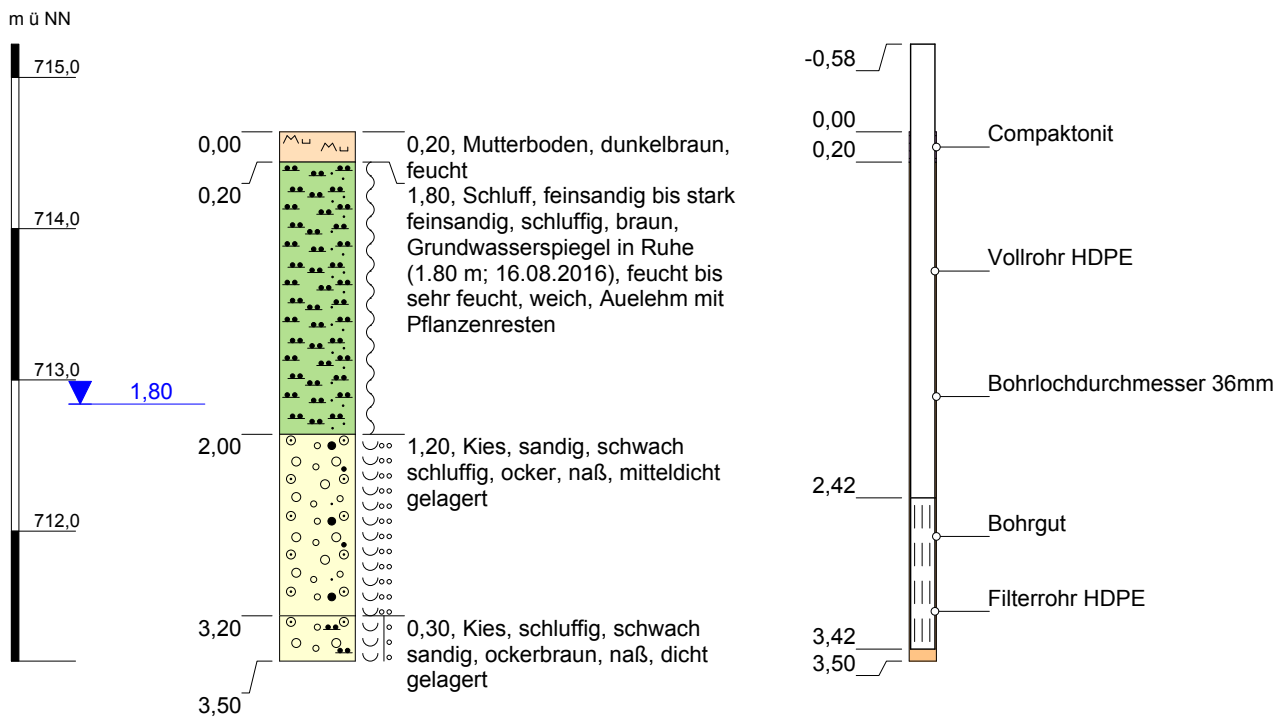 m ü NN
715,0
714,0
713,0
712,0
1,80
0,00
0,20
2,00
3,20
3,50
0,20, Mutterboden, dunkelbraun,
feucht
1,80, Schluff, feinsandig bis stark
feinsandig, schluffig, braun,
Grundwasserspiegel in Ruhe
(1.80 m; 16.08.2016), feucht bis
sehr feucht, weich, Auelehm mit
Pflanzenresten
1,20, Kies, sandig, schwach
schluffig, ocker, naß, mitteldicht
gelagert
0,30, Kies, schluffig, schwach
sandig, ockerbraun, naß, dicht
gelagert
-0,58
0,00
0,20
2,42
3,42
3,50
Compaktonit
Vollrohr HDPE
Bohrlochdurchmesser 36mm
Bohrgut
Filterrohr HDPE